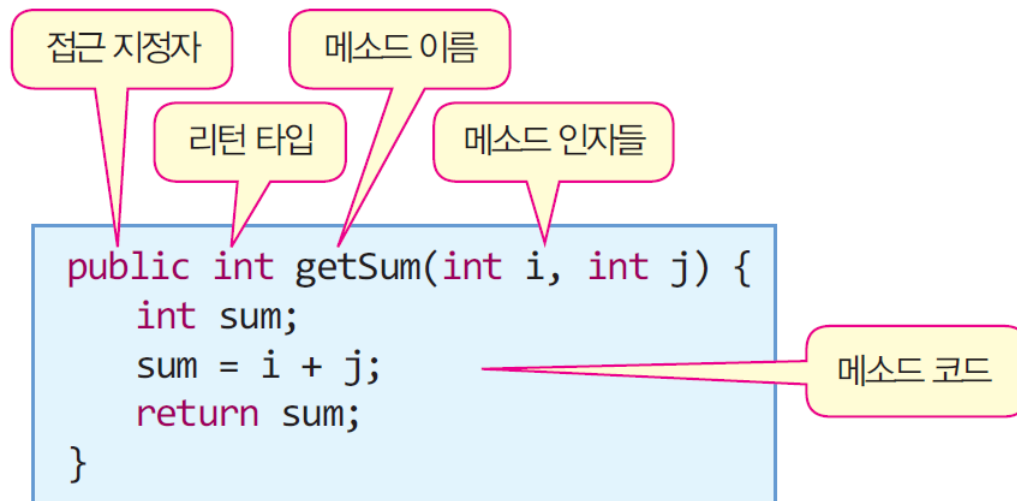 접근 지정자
메소드 이름
리턴 타입
메소드 인자들
public int getSum(int i, int j) {
int sum;
sum = i + j;
return sum;
}
메소드 코드